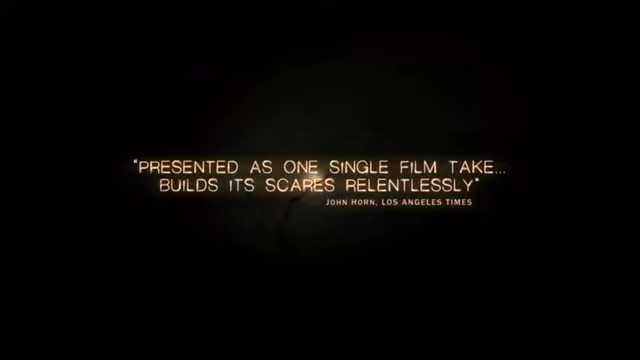 "PRESENTED AS ONE SINGLE FILM TAKE...
BUILDS ITS SCARES RELENTLESSLY"
JOHN HORN, LOS ANGELES TIMES